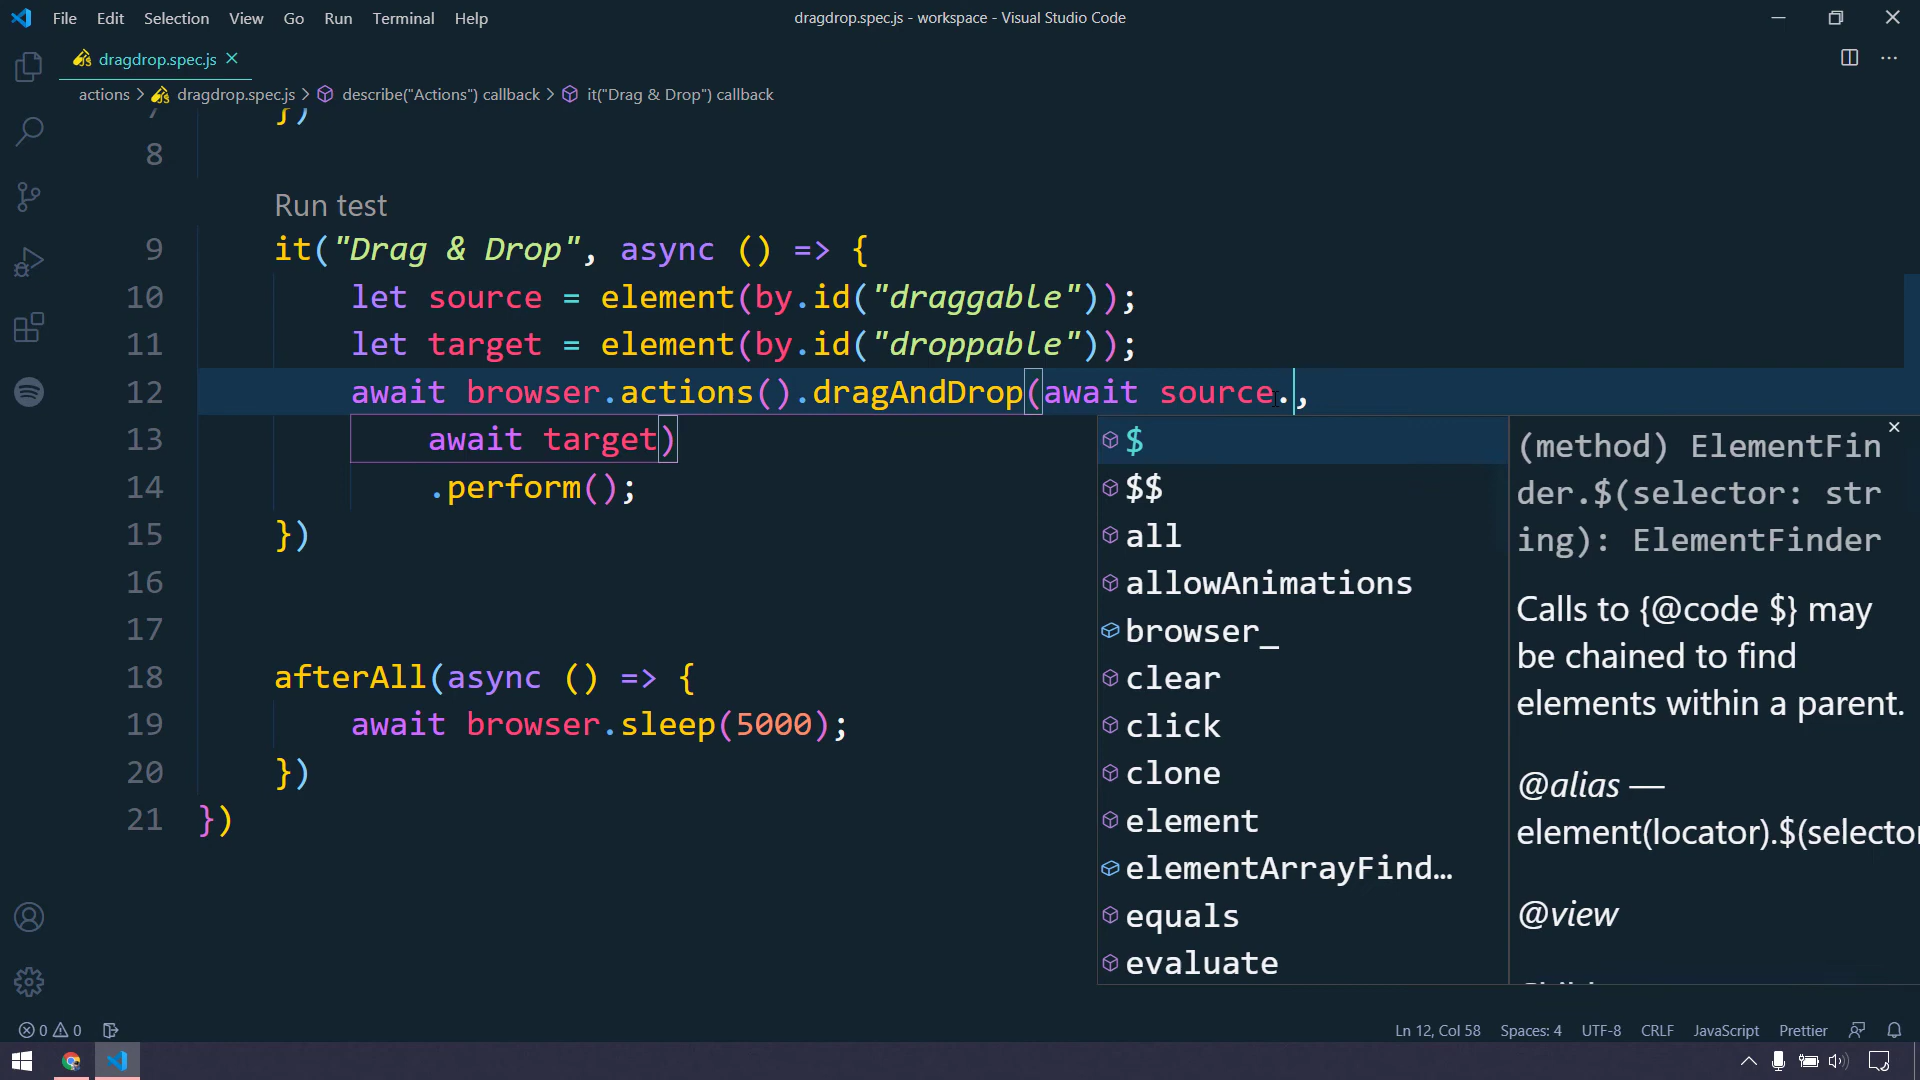 File Edit Selection View Go Run Terminal Help
dragdrop.spec.js - workspace - Visual Studio Code
dragdrop.spec.js
actions > dragdrop.spec.js > describe("Actions") callback > it("Drag & Drop") callback
7 })
8
Run test
9 it("Drag & Drop", async () => {
10 let source = element(by.id("draggable"));
11 let target = element(by.id("droppable"));
12 await browser.actions().dragAndDrop(await source.,
13 await target)
14 .perform();
15 })
16
17
18 afterAll(async () => {
19 await browser.sleep(5000);
20 })
21 })
$
$$
all
allowAnimations
browser_
clear
click
clone
element
elementArrayFind…
equals
evaluate
(method) ElementFin
der.$(selector: str
ing): ElementFinder
Calls to {@code $} may
be chained to find
elements within a parent.
@alias —
element(locator).$(selector
@view
0 0
Ln 12, Col 58 Spaces: 4 UTF-8 CRLF JavaScript Prettier